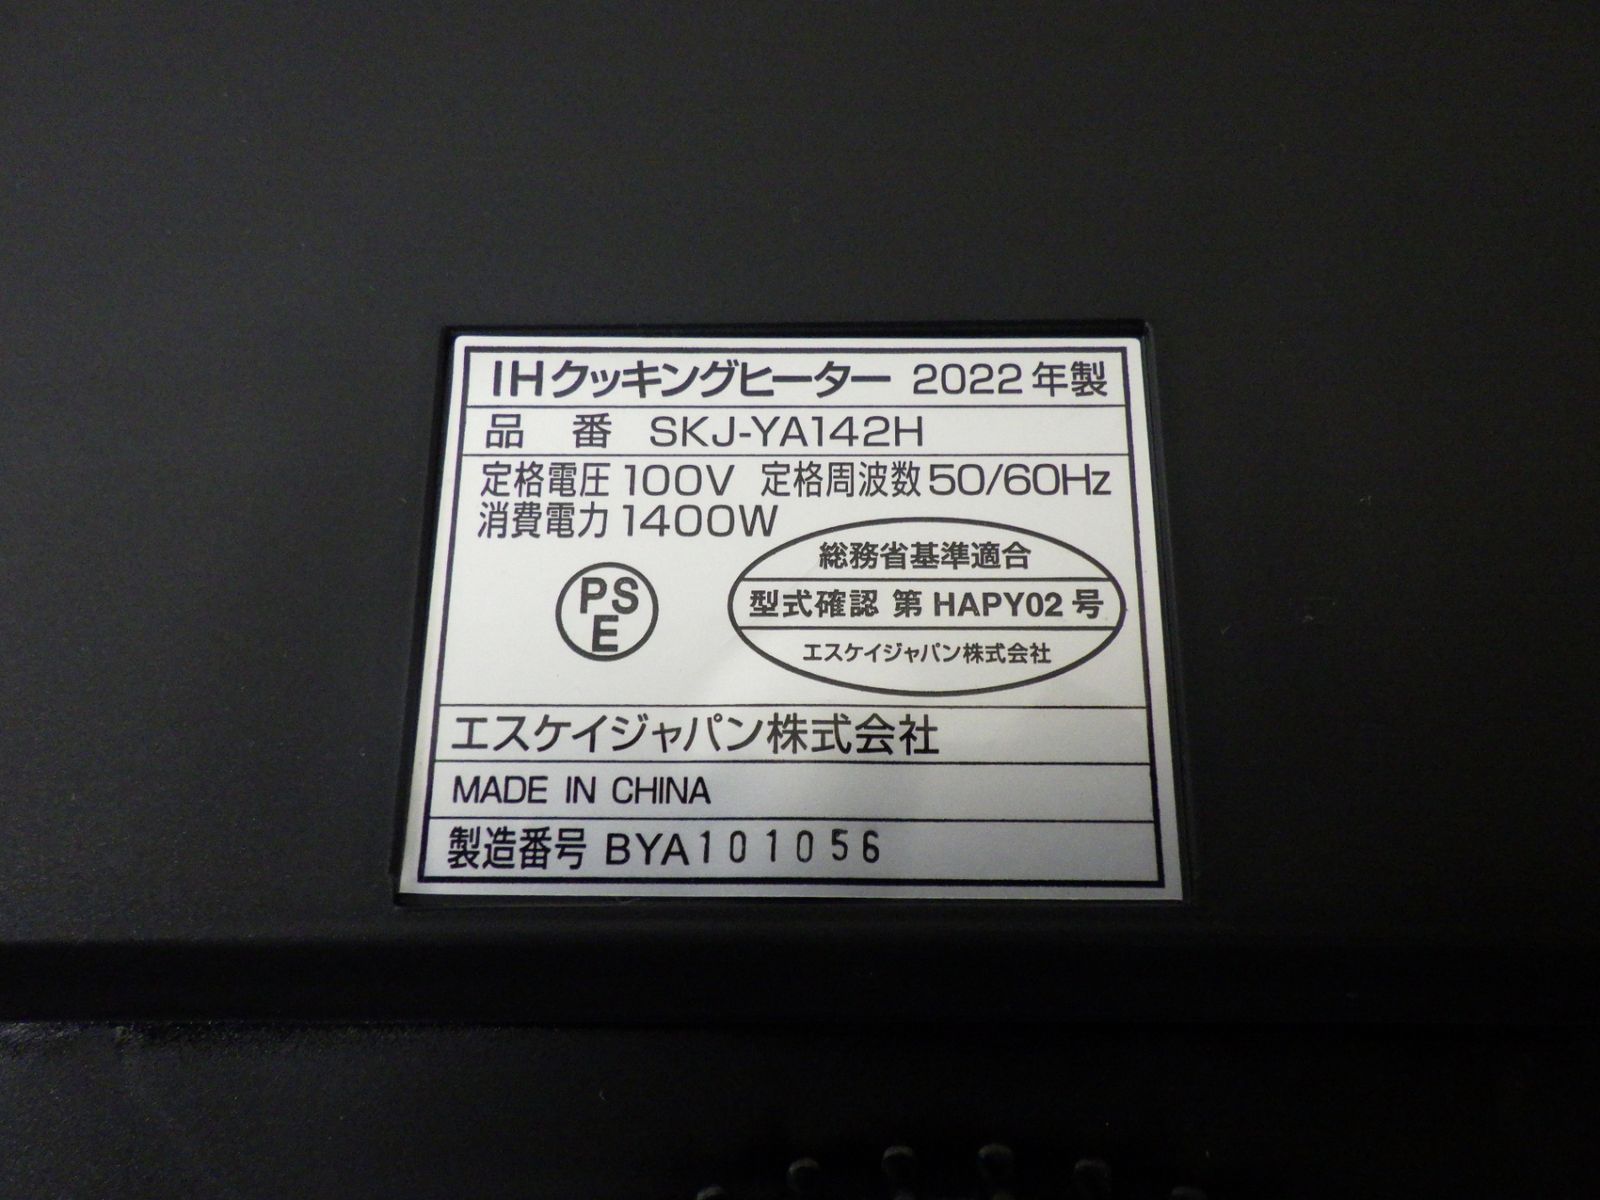 IHクッキングヒーター 2022年製
品 番 SKJ-YA142H
定格電圧 100V 定格周波数 50/60Hz
消費電力 1400W
PS
E
総務省基準適合
型式確認 第 HAPY02 号
エスケイジャパン株式会社
エスケイジャパン株式会社
MADE IN CHINA
製造番号 BYA101056